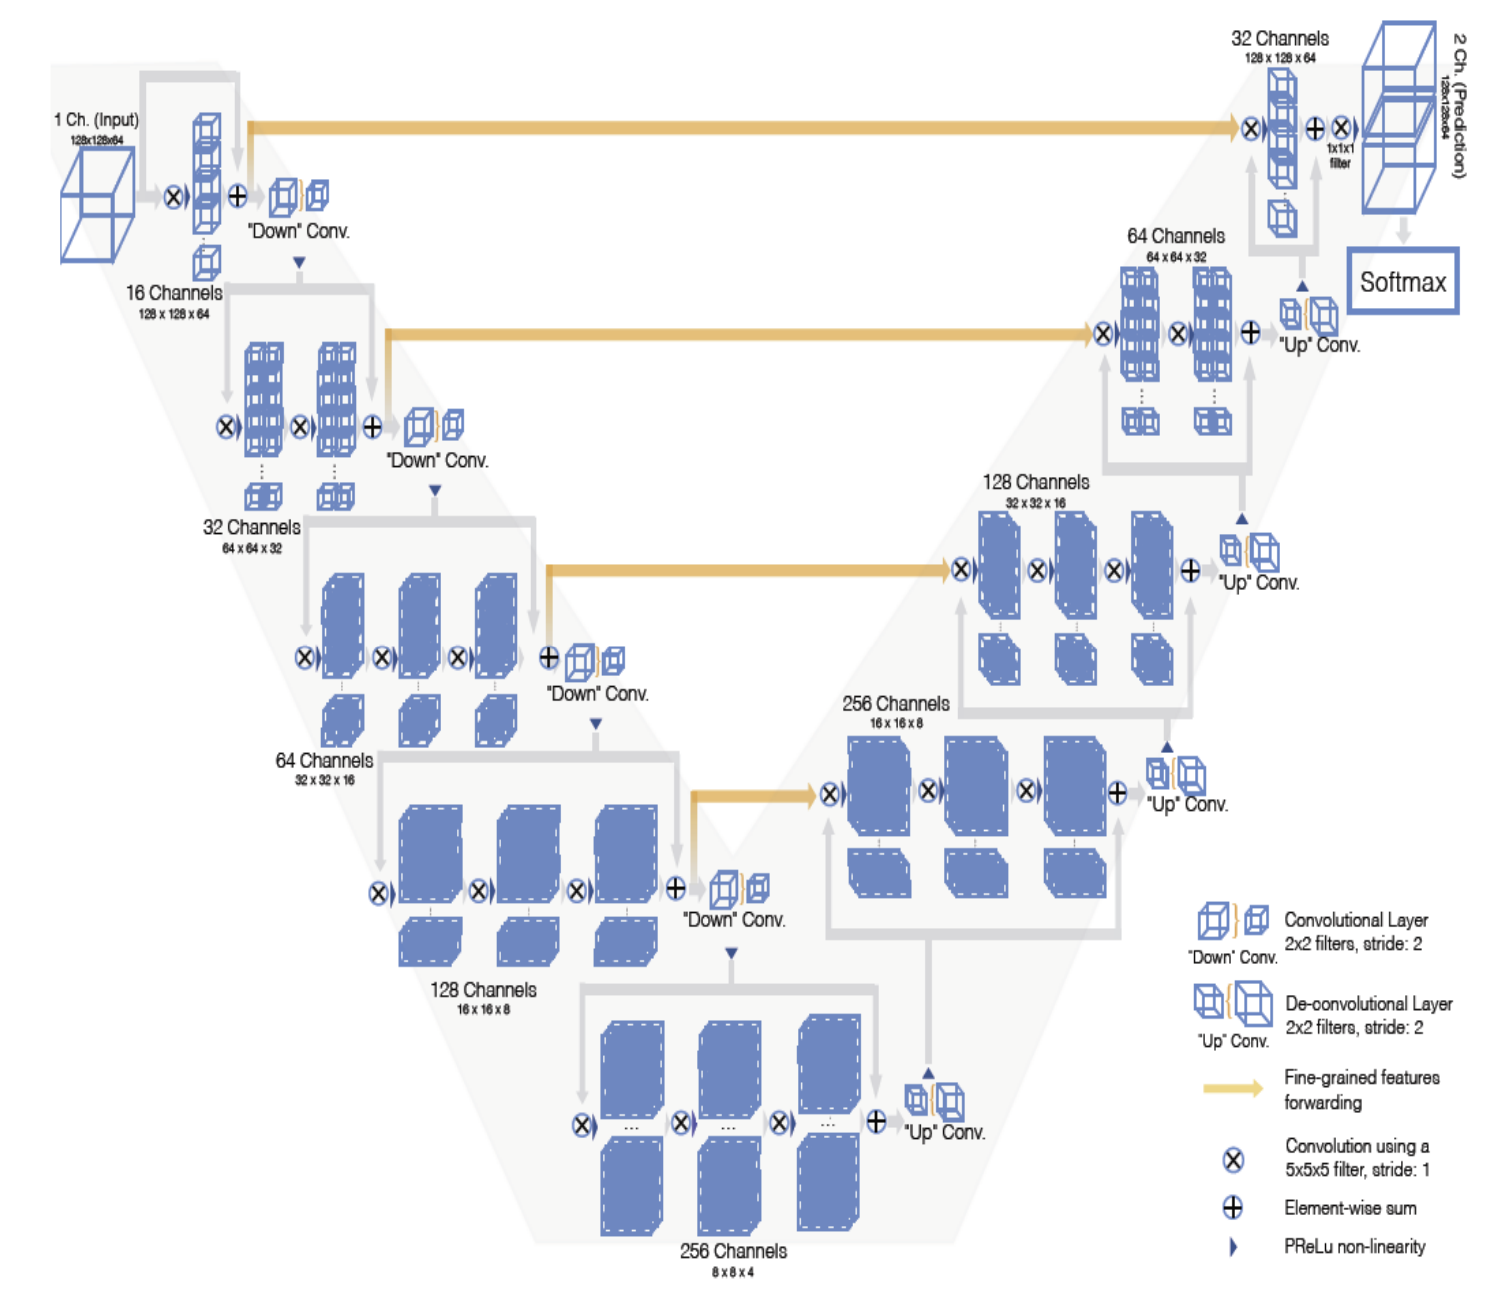 1 Ch. (Input)
128x128x64
"Down" Conv.
16 Channels
128 x 128 x 64
"Down" Conv.
32 Channels
64 x 64 x 32
"Down" Conv.
64 Channels
32 x 32 x 16
"Down" Conv.
128 Channels
16 x 16 x 8
...
...
...
256 Channels
8 x 8 x 4
"Up" Conv.
256 Channels
16 x 16 x 8
"Up" Conv.
128 Channels
32 x 32 x 16
"Up" Conv.
64 Channels
64 x 64 x 32
"Up" Conv.
32 Channels
128 x 128 x 64
1x1x1
filter
2 Ch. (Prediction)
128x128x64
Softmax
"Down" Conv.
Convolutional Layer
2x2 filters, stride: 2
"Up" Conv.
De-convolutional Layer
2x2 filters, stride: 2
Fine-grained features
forwarding
Convolution using a
5x5x5 filter, stride: 1
Element-wise sum
PReLu non-linearity